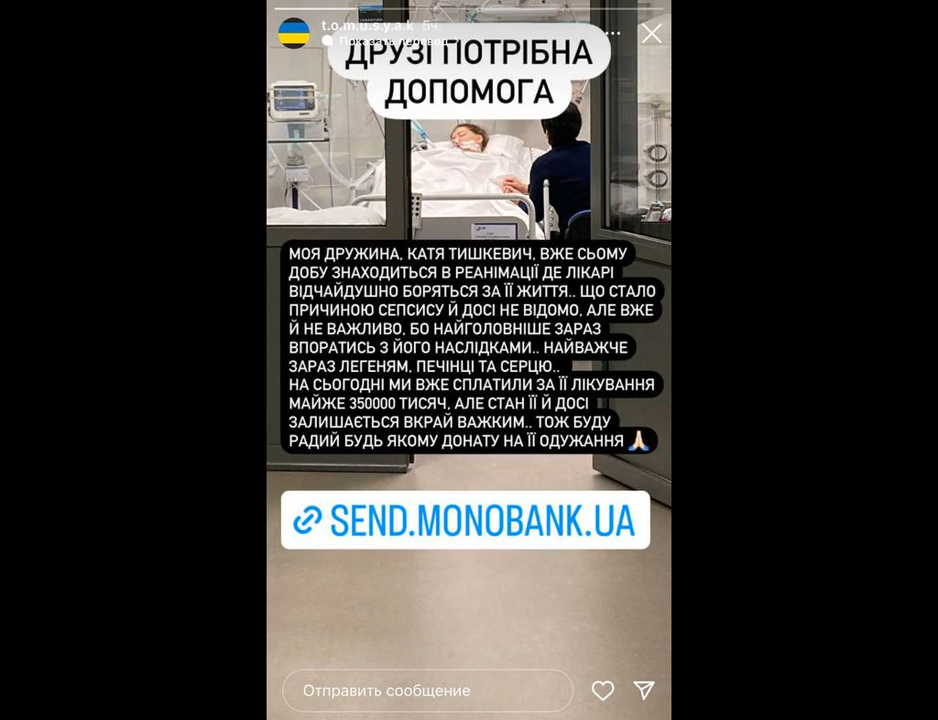 t.o.m.u.s.y.a.k 5ч
Показать перевод
ДРУЗІ ПОТРІБНА
ДОПОМОГА
МОЯ ДРУЖИНА, КАТЯ ТИШКЕВИЧ, ВЖЕ СЬОМУ
ДОБУ ЗНАХОДИТЬСЯ В РЕАНІМАЦІЇ ДЕ ЛІКАРІ
ВІДЧАЙДУШНО БОРЯТЬСЯ ЗА ЇЇ ЖИТТЯ.. ЩО СТАЛО
ПРИЧИНОЮ СЕПСИСУ Й ДОСІ НЕ ВІДОМО, АЛЕ ВЖЕ
Й НЕ ВАЖЛИВО, БО НАЙГОЛОВНІШЕ ЗАРАЗ
ВПОРАТИСЬ З ЙОГО НАСЛІДКАМИ.. НАЙВАЖЧЕ
ЗАРАЗ ЛЕГЕНЯМ, ПЕЧІНЦІ ТА СЕРЦЮ..
НА СЬОГОДНІ МИ ВЖЕ СПЛАТИЛИ ЗА ЇЇ ЛІКУВАННЯ
МАЙЖЕ 350000 ТИСЯЧ, АЛЕ СТАН ЇЇ Й ДОСІ
ЗАЛИШАЄТЬСЯ ВКРАЙ ВАЖКИМ.. ТОЖ БУДУ
РАДИЙ БУДЬ ЯКОМУ ДОНАТУ НА ЇЇ ОДУЖАННЯ 🙏🏻
SEND.MONOBANK.UA
Отправить сообщение